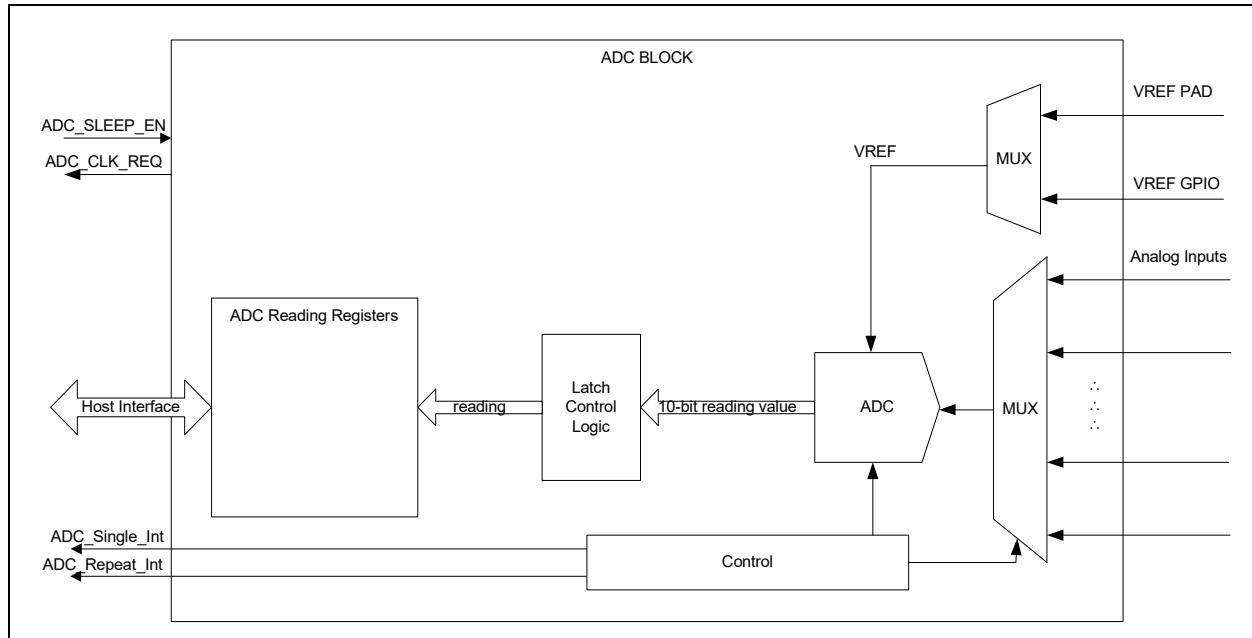 ADC BLOCK
VREF PAD
ADC_SLEEP_EN
ADC_CLK_REQ
VREF
MUX
VREF GPIO
Analog Inputs
ADC Reading Registers
Latch
Control
Logic
Host Interface
reading
10-bit reading value
ADC
MUX
ADC_Single_Int
ADC_Repeat_Int
Control